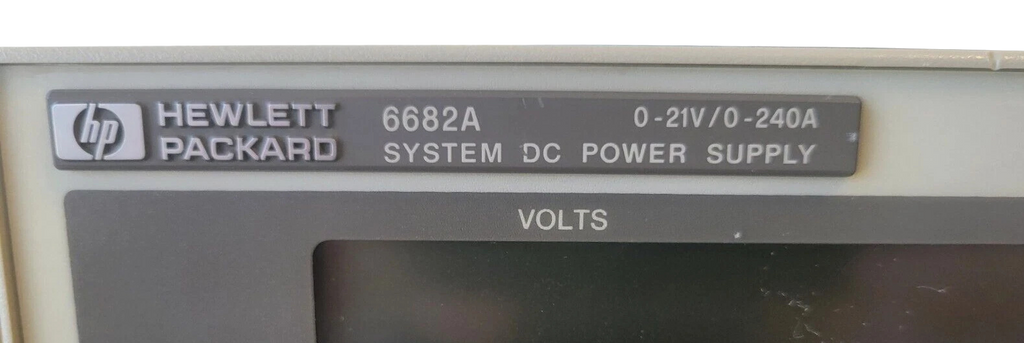 hp HEWLETT PACKARD
6682A 0-21V/0-240A
SYSTEM DC POWER SUPPLY
VOLTS